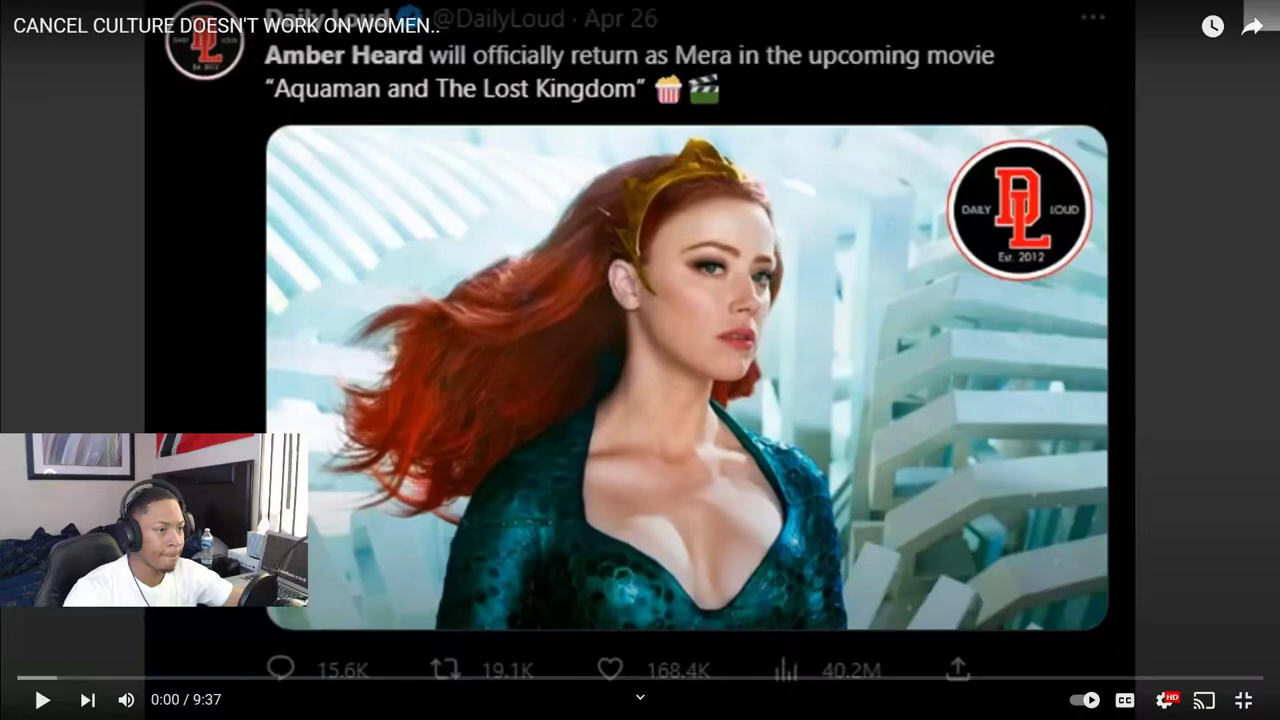 CANCEL CULTURE DOESN'T WORK ON WOMEN..
Daily Loud @DailyLoud · Apr 26
Amber Heard will officially return as Mera in the upcoming movie
“Aquaman and The Lost Kingdom”
DL
DAILY LOUD
Est. 2012
15.6K 19.1K 168.4K 40.2M
0:00 / 9:37
CC
HD